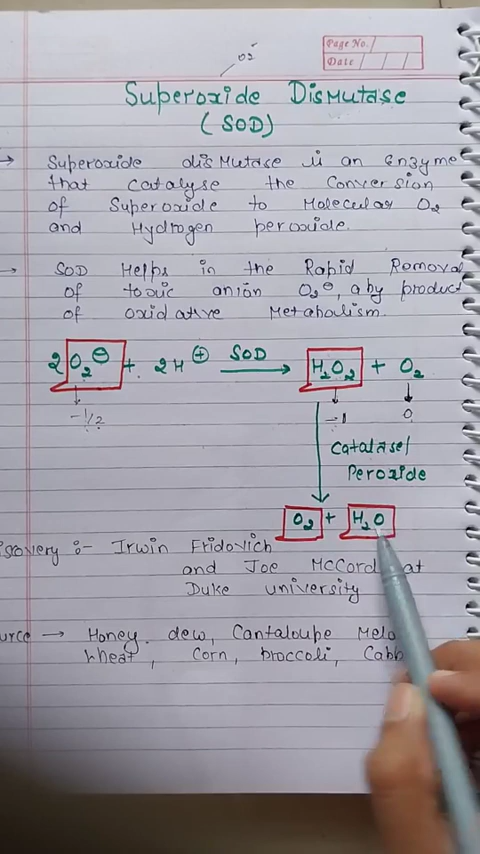 Page No.
Date
O2⁻
Superoxide Dismutase
(SOD)
→ Superoxide dismutase is an Enzyme
that catalyse the Conversion
of Superoxide to Molecular O2
and Hydrogen peroxide.
→ SOD Helps in the Rapid Removal
of toxic anion O2⊖, a by product
of oxidative Metabolism.
2O2⊖ + 2H⊕ SOD → H2O2 + O2
-1/2 -1 0
Catalase/
Peroxide
O2 + H2O
iscovery :- Irwin Fridovich
and Joe McCord at
Duke university
urce → Honey. dew, Cantaloupe Melo
wheat, Corn, broccoli, Cabb